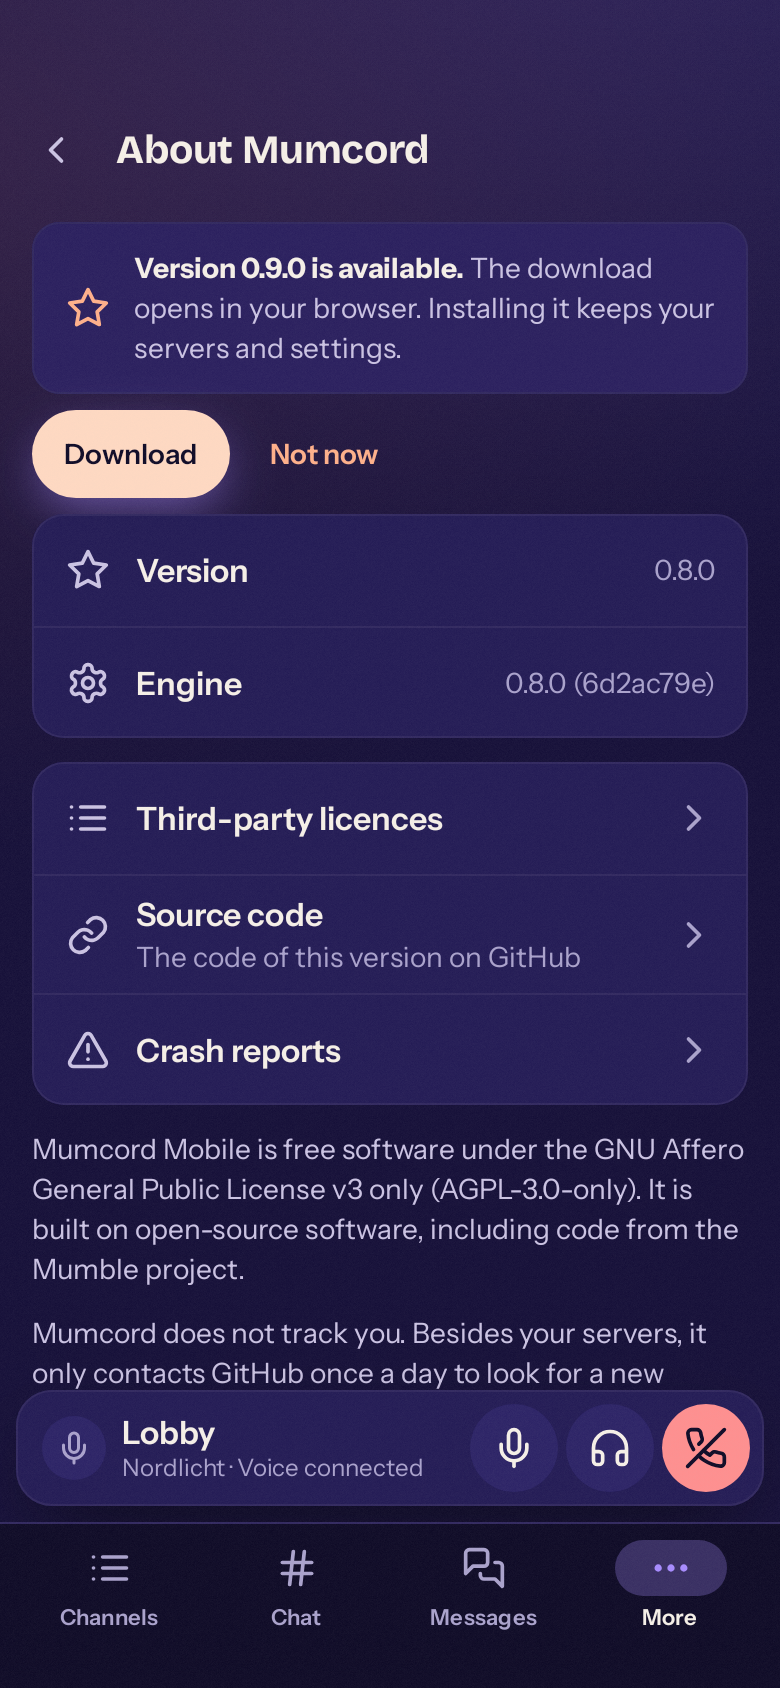 About Mumcord
Version 0.9.0 is available. The download
opens in your browser. Installing it keeps your
servers and settings.
Download
Not now
Version
0.8.0
Engine
0.8.0 (6d2ac79e)
Third-party licences
Source code
The code of this version on GitHub
Crash reports
Mumcord Mobile is free software under the GNU Affero
General Public License v3 only (AGPL-3.0-only). It is
built on open-source software, including code from the
Mumble project.
Mumcord does not track you. Besides your servers, it
only contacts GitHub once a day to look for a new
Lobby
Nordlicht · Voice connected
Channels
Chat
Messages
More